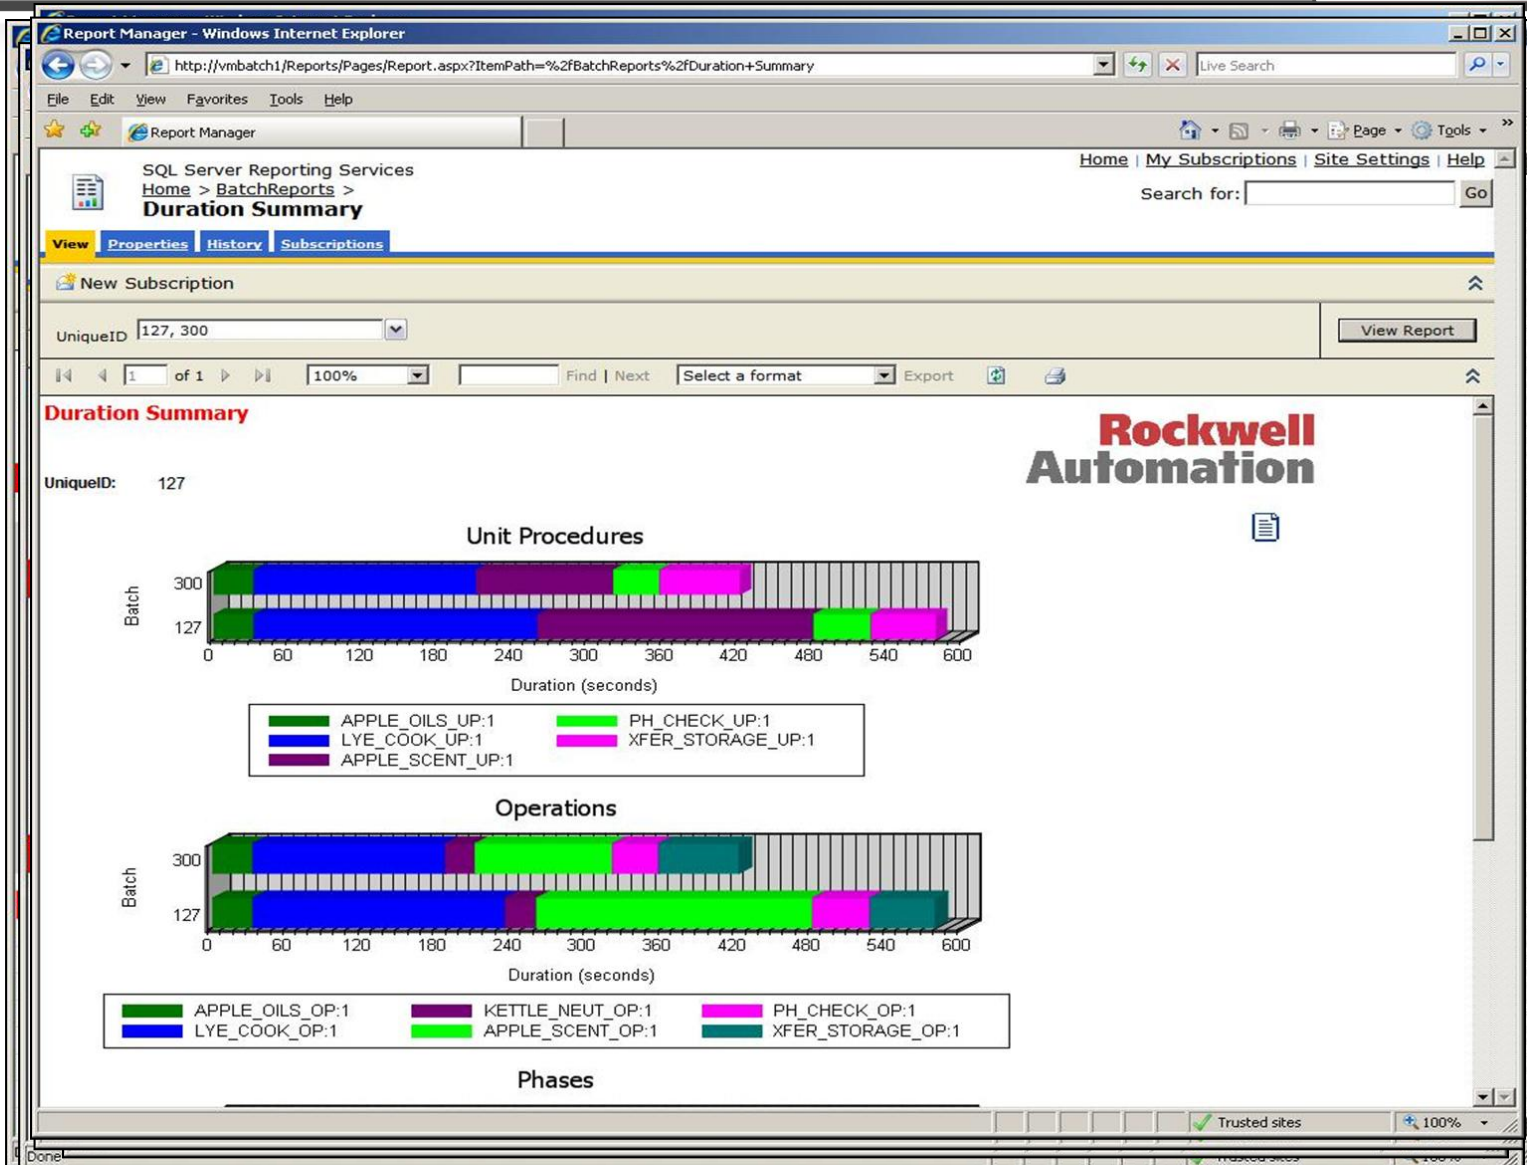 Report Manager - Windows Internet Explorer
http://vmbatch1/Reports/Pages/Report.aspx?ItemPath=%2fBatchReports%2fDuration+Summary
Live Search
File Edit View Favorites Tools Help
Report Manager
Page Tools
SQL Server Reporting Services
Home > BatchReports >
Duration Summary
Home | My Subscriptions | Site Settings | Help
Search for: Go
View Properties History Subscriptions
New Subscription
UniqueID 127, 300 View Report
1 of 1 100% Find | Next Select a format Export
Duration Summary
Rockwell
Automation
UniqueID: 127
Unit Procedures
Batch
300
127
0 60 120 180 240 300 360 420 480 540 600
Duration (seconds)
APPLE_OILS_UP:1 PH_CHECK_UP:1
LYE_COOK_UP:1 XFER_STORAGE_UP:1
APPLE_SCENT_UP:1
Operations
Batch
300
127
0 60 120 180 240 300 360 420 480 540 600
Duration (seconds)
APPLE_OILS_OP:1 KETTLE_NEUT_OP:1 PH_CHECK_OP:1
LYE_COOK_OP:1 APPLE_SCENT_OP:1 XFER_STORAGE_OP:1
Phases
Trusted sites 100%
Done